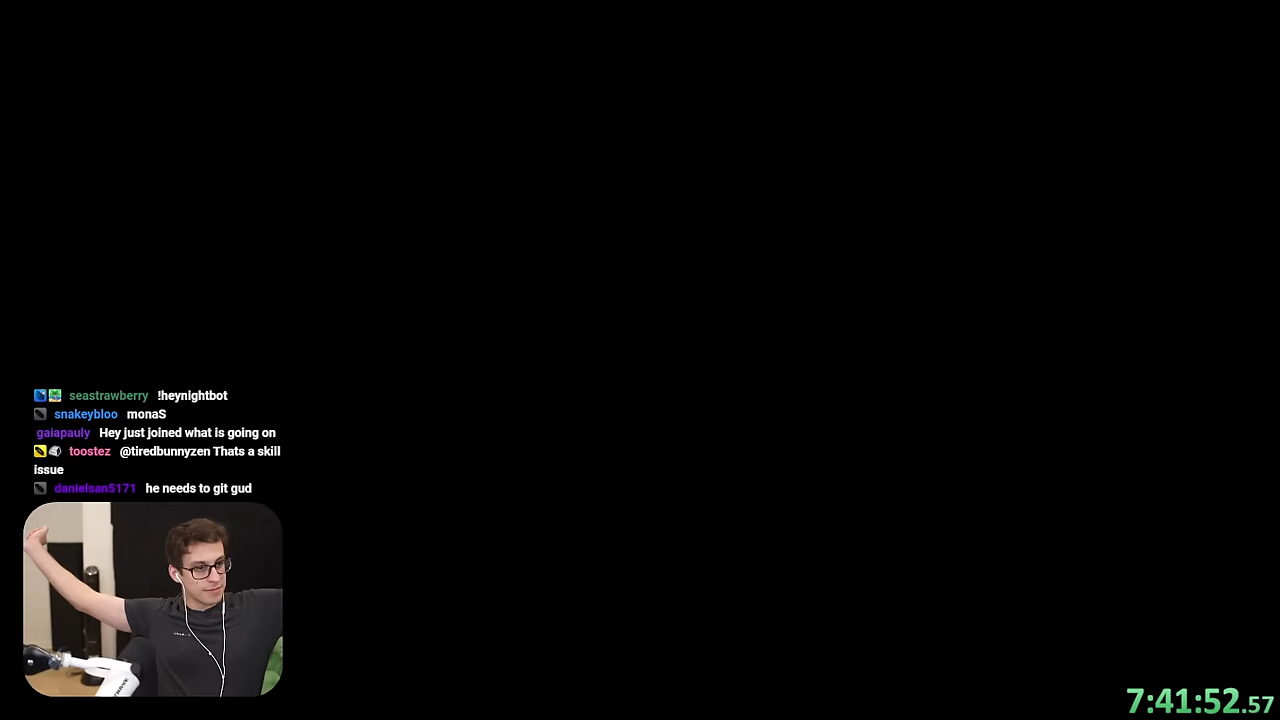 seastrawberry !heynightbot
snakeybloo monaS
gaiapauly Hey just joined what is going on
toostez @tiredbunnyzen Thats a skill
issue
danielsan5171 he needs to git gud
7:41:52.57